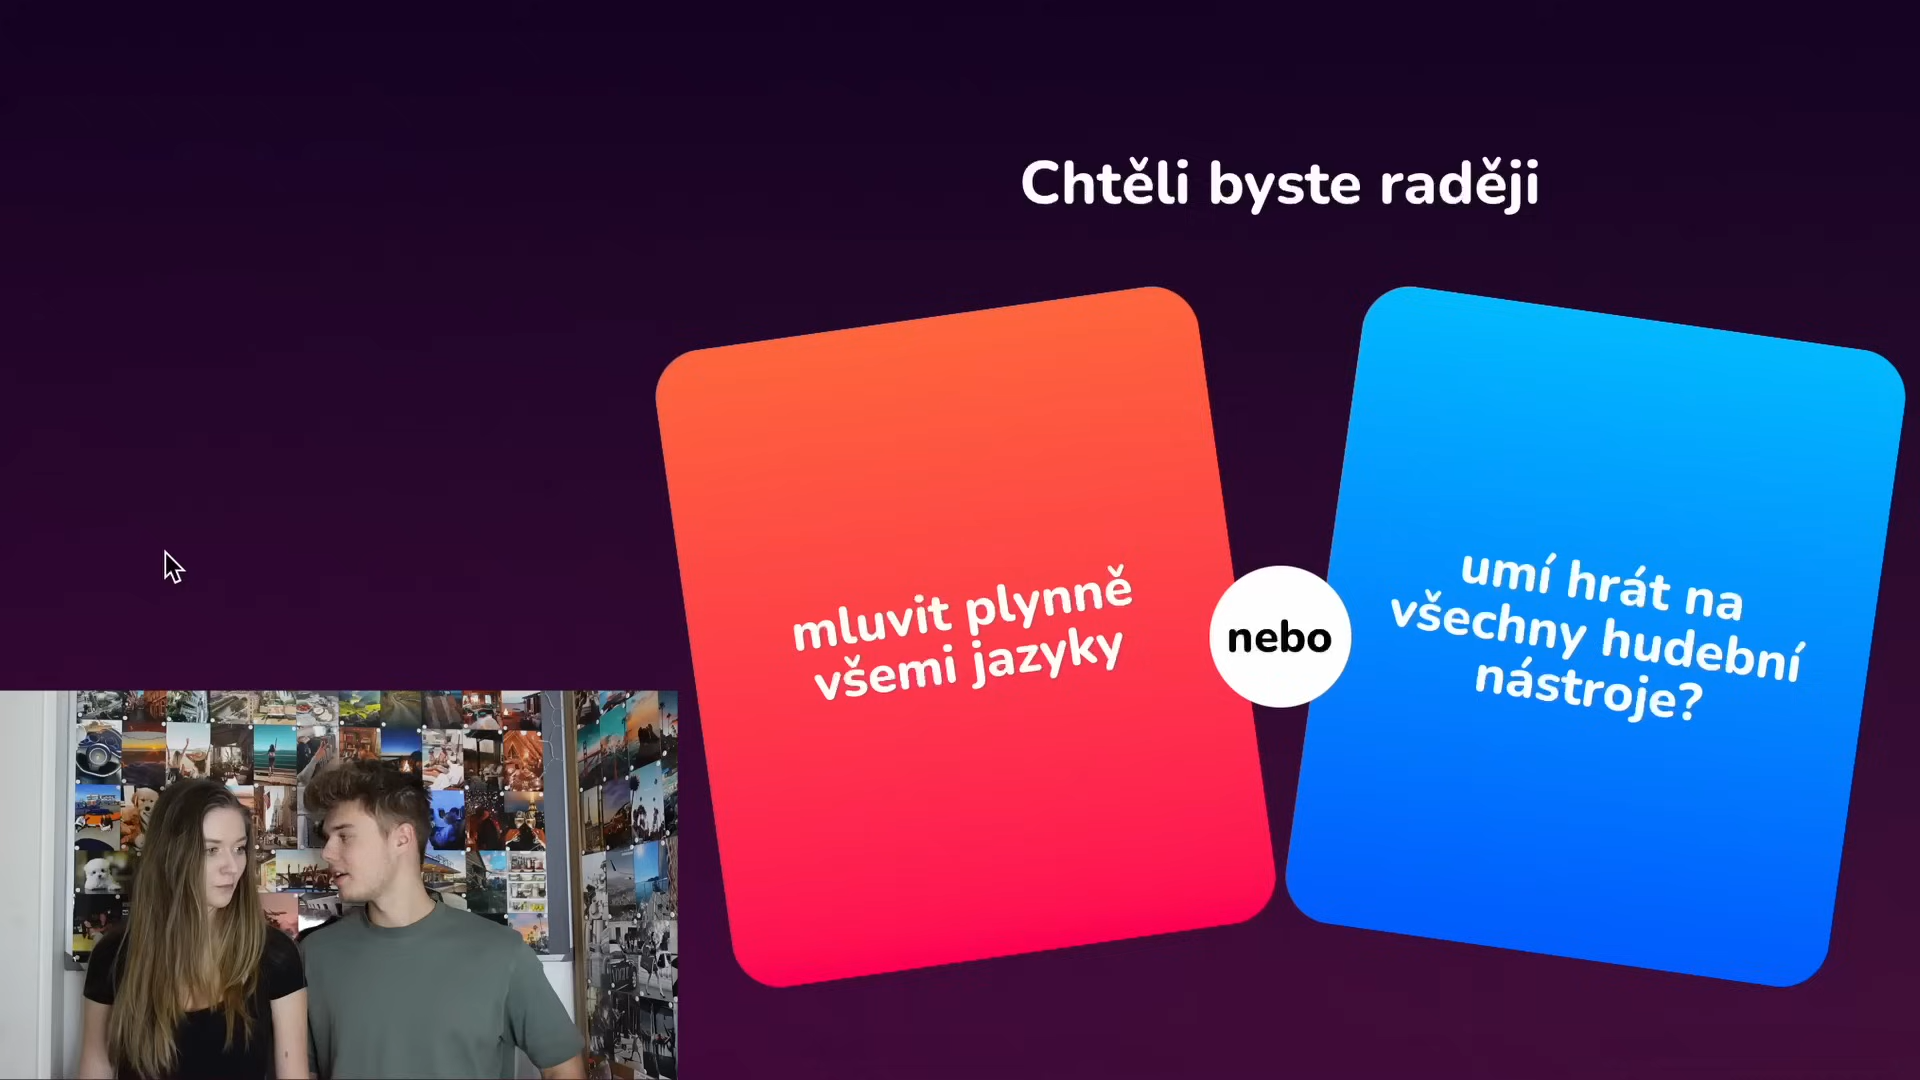 Chtěli byste raději
mluvit plynně
všemi jazyky
nebo
umí hrát na
všechny hudební
nástroje?